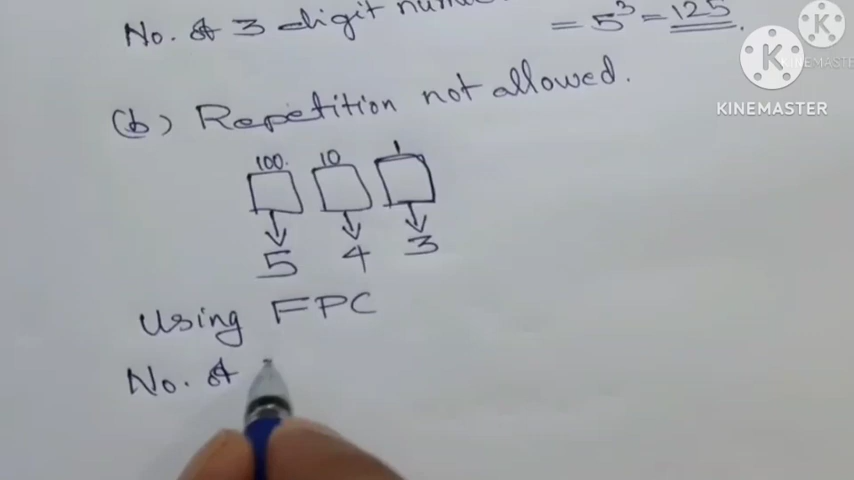 No. of 3 digit
= 5³ = 125.
KINEMASTER
KINEMASTER
(b) Repetition not allowed.
100. 10 1
5 4 3
Using FPC
No. of